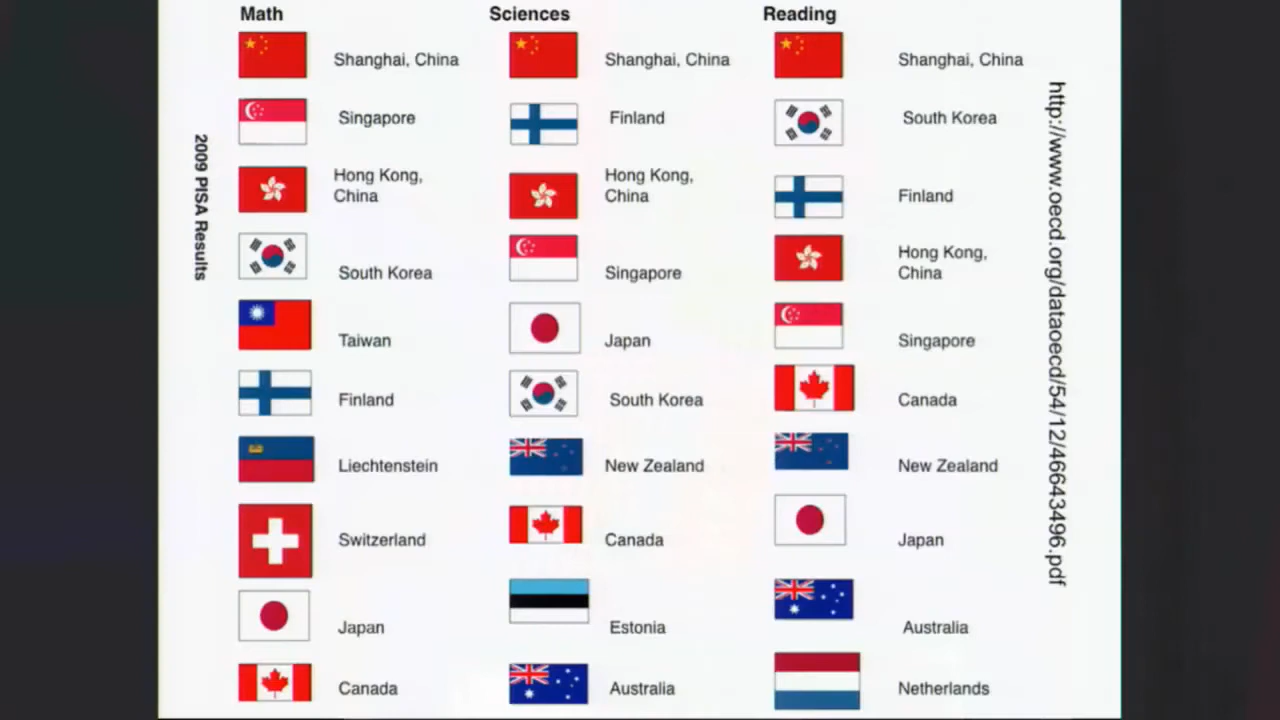 Math Sciences Reading
Shanghai, China Shanghai, China Shanghai, China
Singapore Finland South Korea
Hong Kong, Hong Kong, Finland
China China
South Korea Singapore Hong Kong,
China
Taiwan Japan Singapore
Finland South Korea Canada
Liechtenstein New Zealand New Zealand
Switzerland Canada Japan
Japan Estonia Australia
Canada Australia Netherlands
2009 PISA Results
http://www.oecd.org/dataoecd/54/12/46643496.pdf